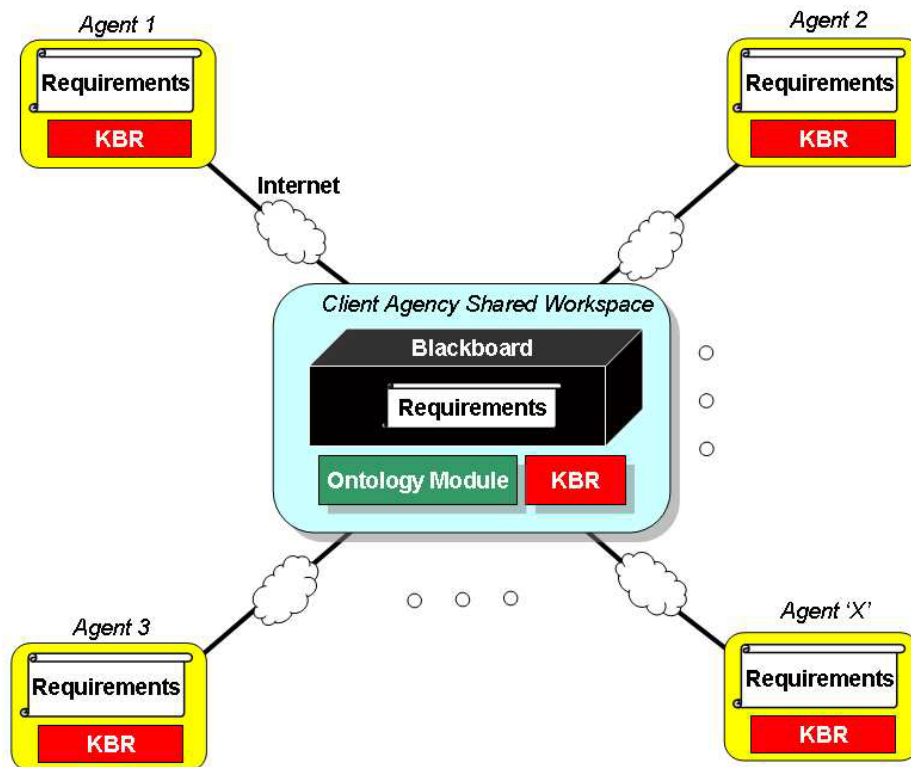 Agent 1
Requirements
KBR
Agent 2
Requirements
KBR
Internet
Client Agency Shared Workspace
Blackboard
Requirements
Ontology Module
KBR
Agent 3
Requirements
KBR
Agent ‘X’
Requirements
KBR